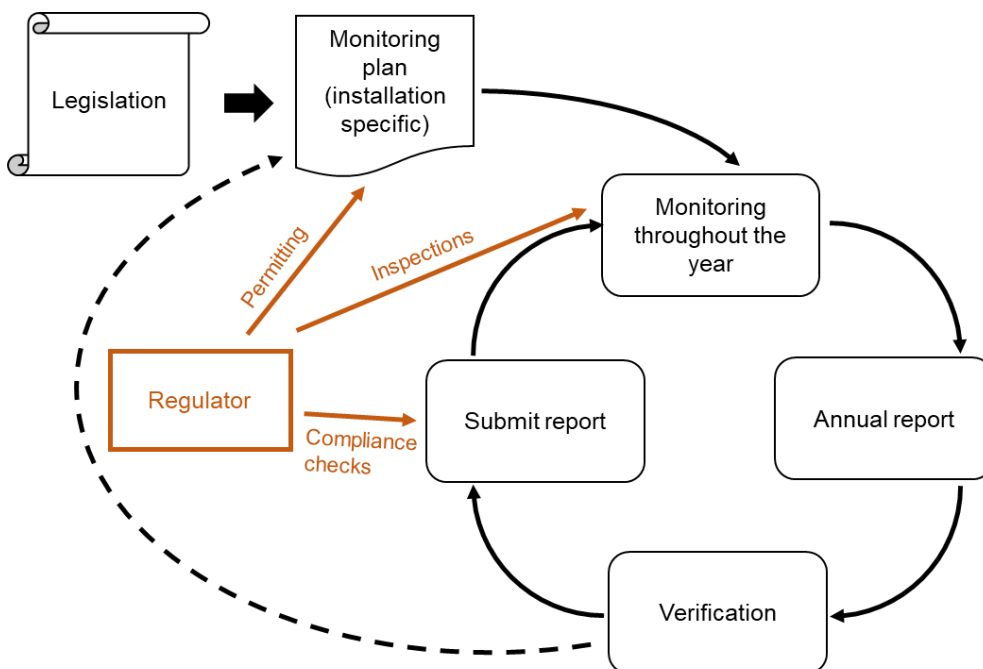 Legislation
Monitoring
plan
(installation
specific)
Monitoring
throughout the
year
Permitting
Inspections
Regulator
Compliance
checks
Submit report
Annual report
Verification